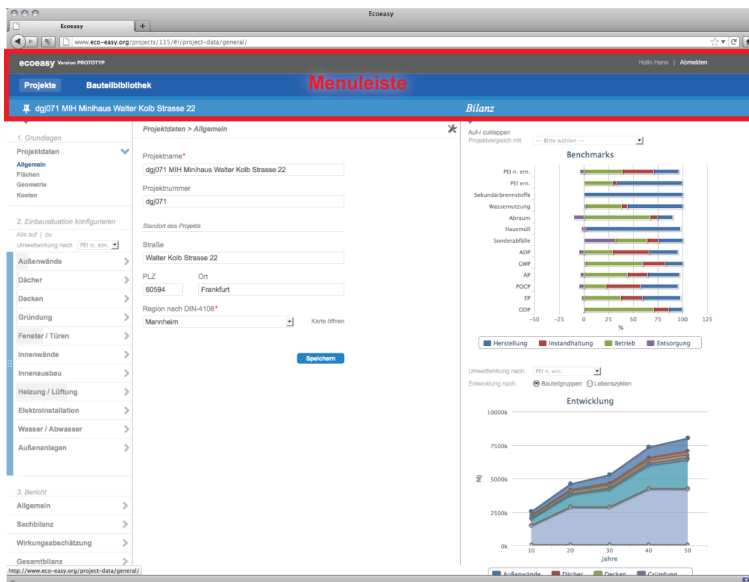 Ecoeasy
Ecoeasy
www.eco-easy.org/projects/115/#!/project-data/general/
ecoeasy Version PROTOTYP
Hallo Hans | Abmelden
Projekte Bauteilbibliothek
Menuleiste
dgj071 MIH Minihaus Walter Kolb Strasse 22
Bilanz
1. Grundlagen
Projektdaten
Allgemein
Flächen
Geometrie
Kosten
2. Einbausituation konfigurieren
Alle auf | zu
Umweltwirkung nach PEI n. ern.
Außenwände
Dächer
Decken
Gründung
Fenster / Türen
Innenwände
Innenausbau
Heizung / Lüftung
Elektroinstallation
Wasser / Abwasser
Außenanlagen
3. Bericht
Allgemein
Sachbilanz
Wirkungsabschätzung
Gesamtbilanz
http://www.eco-easy.org/project-data/general/
Projektdaten > Allgemein
Projektname*
dgj071 MIH Minihaus Walter Kolb Strasse 22
Projektnummer
dgj071
Standort des Projekts
Straße
Walter Kolb Strasse 22
PLZ Ort
60594 Frankfurt
Region nach DIN-4108*
Mannheim Karte öffnen
Speichern
Auf-/ zuklappen
Projektvergleich mit --- Bitte wählen ---
Benchmarks
PEI n. ern.
PEI ern.
Sekundärbrennstoffe
Wassernutzung
Abraum
Hausmüll
Sonderabfälle
ADP
GWP
AP
POCP
EP
ODP
-50 -25 0 25 50 75 100 125
%
Herstellung Instandhaltung Betrieb Entsorgung
Umweltwirkung nach PEI n. ern.
Entwicklung nach Bauteilgruppen Lebenszyklen
Entwicklung
10000k
7500k
5000k
2500k
0k
MJ
10 20 30 40 50
Jahre
Außenwände Dächer Decken Gründung